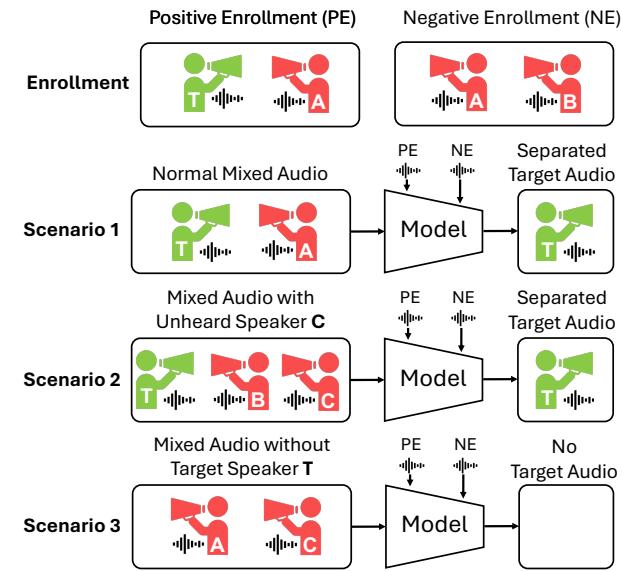 Positive Enrollment (PE)
Negative Enrollment (NE)
Enrollment
T
A
A
B
Normal Mixed Audio
PE
NE
Separated
Target Audio
Scenario 1
T
A
Model
T
Mixed Audio with
Unheard Speaker C
PE
NE
Separated
Target Audio
Scenario 2
T
B
C
Model
T
Mixed Audio without
Target Speaker T
PE
NE
No
Target Audio
Scenario 3
A
C
Model